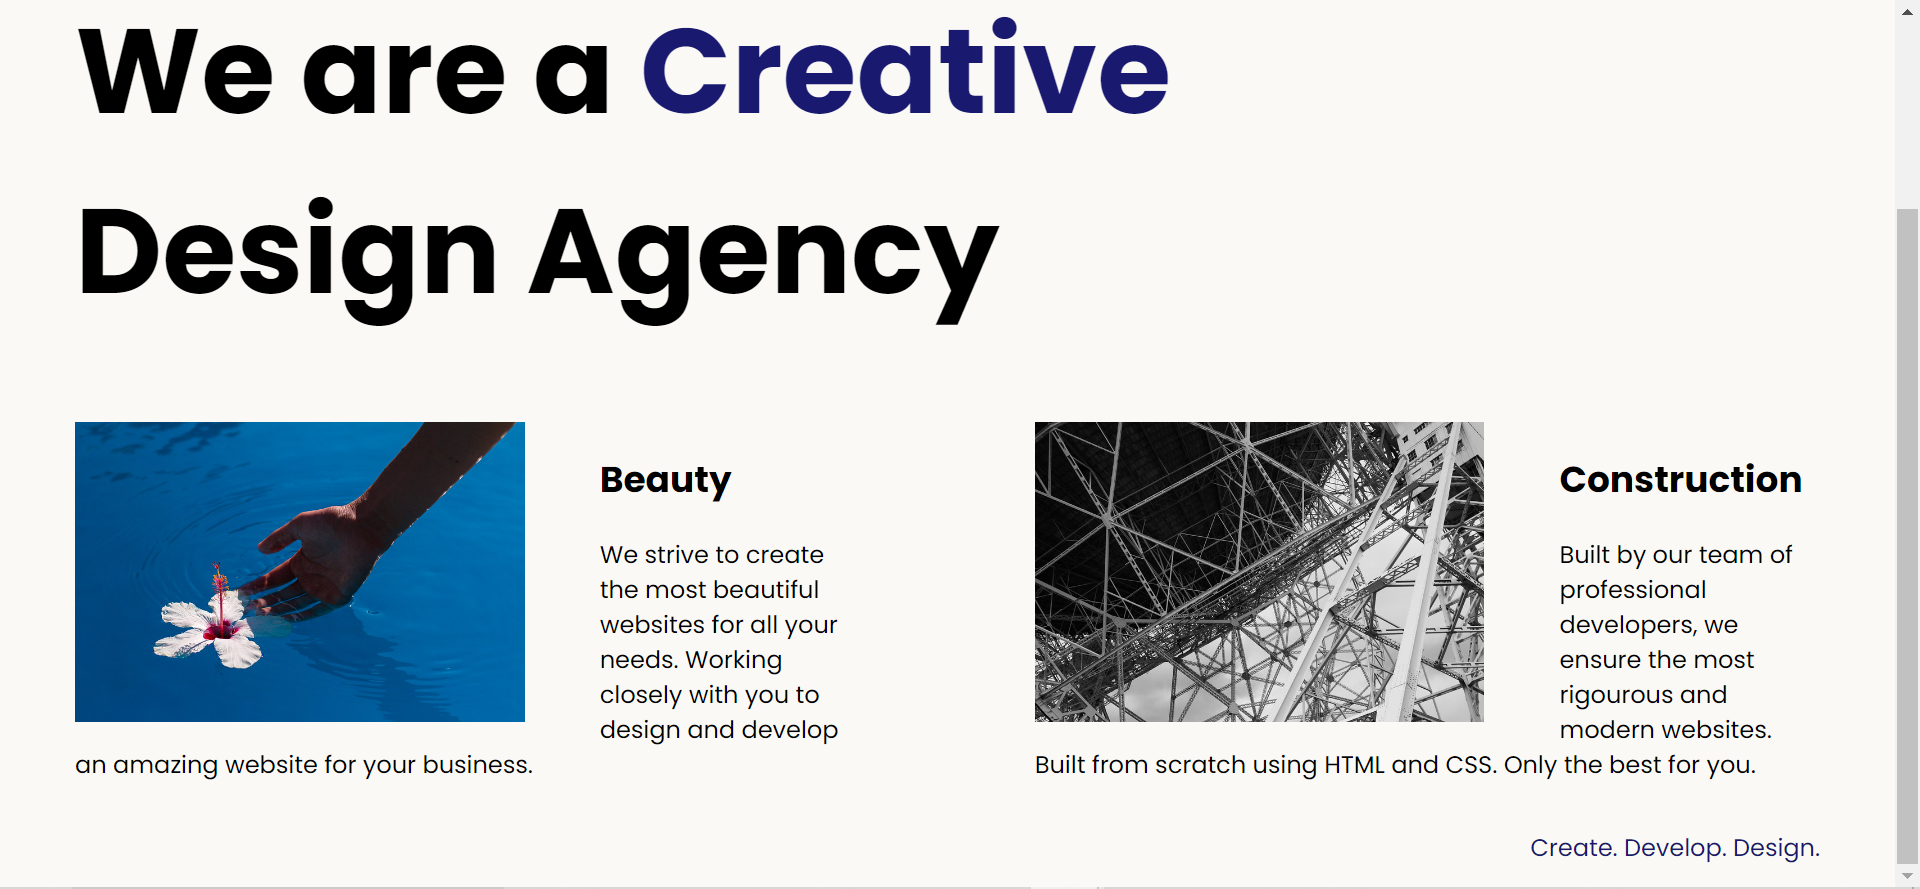 We are a Creative
Design Agency
Beauty
We strive to create
the most beautiful
websites for all your
needs. Working
closely with you to
design and develop
an amazing website for your business.
Construction
Built by our team of
professional
developers, we
ensure the most
rigourous and
modern websites.
Built from scratch using HTML and CSS. Only the best for you.
Create. Develop. Design.